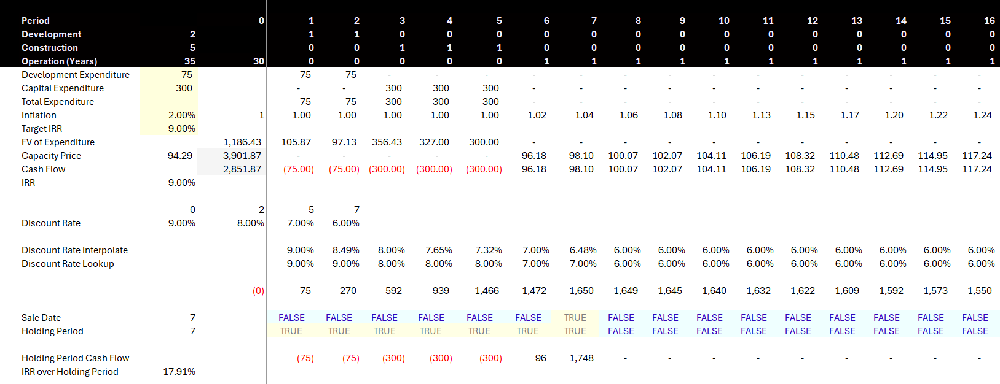 Period 0 1 2 3 4 5 6 7 8 9 10 11 12 13 14 15 16
Development 2 1 1 0 0 0 0 0 0 0 0 0 0 0 0 0 0
Construction 5 0 0 1 1 1 0 0 0 0 0 0 0 0 0 0 0
Operation (Years) 35 30 0 0 0 0 0 1 1 1 1 1 1 1 1 1 1 1
Development Expenditure 75 75 75 - - - - - - - - - - - - - -
Capital Expenditure 300 - - 300 300 300 - - - - - - - - - - -
Total Expenditure 75 75 300 300 300 - - - - - - - - - - -
Inflation 2.00% 1 1.00 1.00 1.00 1.00 1.00 1.02 1.04 1.06 1.08 1.10 1.13 1.15 1.17 1.20 1.22 1.24
Target IRR 9.00%
FV of Expenditure 1,186.43 105.87 97.13 356.43 327.00 300.00 - - - - - - - - - - -
Capacity Price 94.29 3,901.87 - - - - - 96.18 98.10 100.07 102.07 104.11 106.19 108.32 110.48 112.69 114.95 117.24
Cash Flow 2,851.87 (75.00) (75.00) (300.00) (300.00) (300.00) 96.18 98.10 100.07 102.07 104.11 106.19 108.32 110.48 112.69 114.95 117.24
IRR 9.00%
0 2 5 7
Discount Rate 9.00% 8.00% 7.00% 6.00%
Discount Rate Interpolate 9.00% 8.49% 8.00% 7.65% 7.32% 7.00% 6.48% 6.00% 6.00% 6.00% 6.00% 6.00% 6.00% 6.00% 6.00% 6.00%
Discount Rate Lookup 9.00% 9.00% 8.00% 8.00% 8.00% 7.00% 7.00% 6.00% 6.00% 6.00% 6.00% 6.00% 6.00% 6.00% 6.00% 6.00%
(0) 75 270 592 939 1,466 1,472 1,650 1,649 1,645 1,640 1,632 1,622 1,609 1,592 1,573 1,550
Sale Date 7 FALSE FALSE FALSE FALSE FALSE FALSE TRUE FALSE FALSE FALSE FALSE FALSE FALSE FALSE FALSE FALSE
Holding Period 7 TRUE TRUE TRUE TRUE TRUE TRUE TRUE FALSE FALSE FALSE FALSE FALSE FALSE FALSE FALSE FALSE
Holding Period Cash Flow (75) (75) (300) (300) (300) 96 1,748 - - - - - - - - -
IRR over Holding Period 17.91%